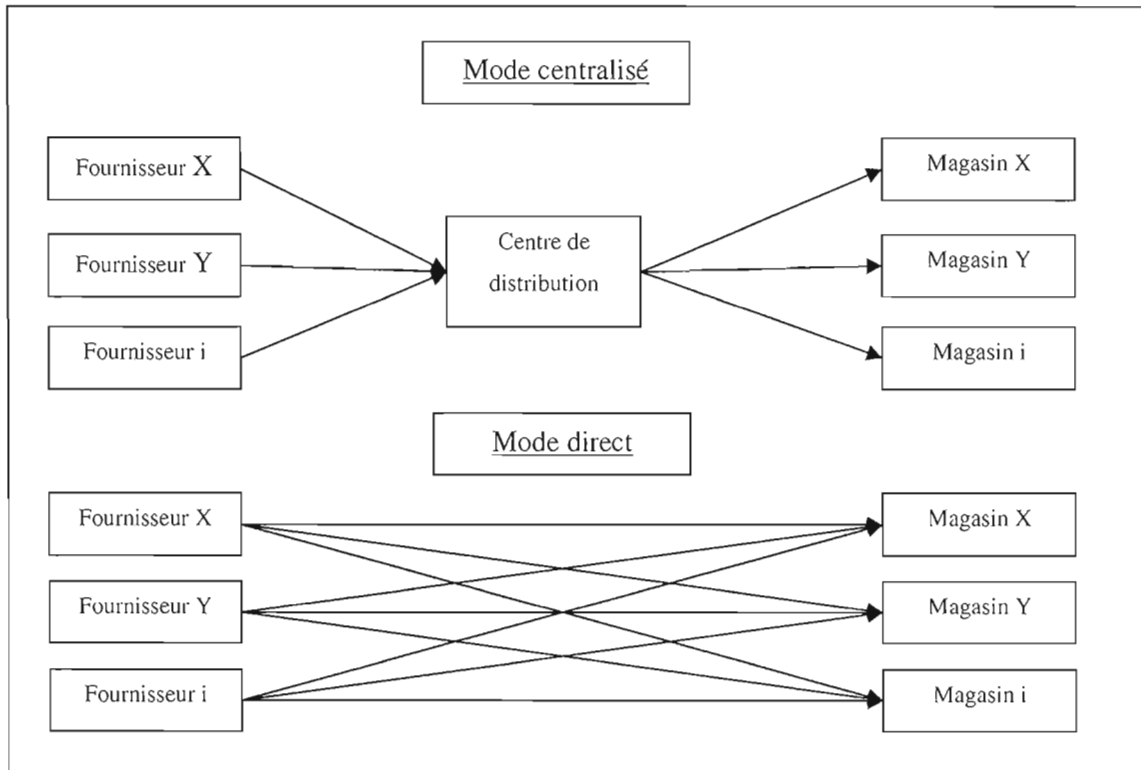 Mode centralisé
Fournisseur X
Magasin X
Centre de
distribution
Fournisseur Y
Magasin Y
Fournisseur i
Magasin i
Mode direct
Fournisseur X
Magasin X
Fournisseur Y
Magasin Y
Fournisseur i
Magasin i